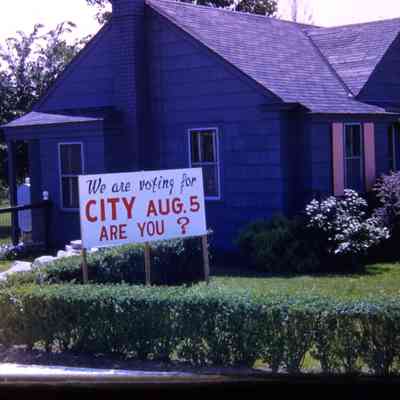 We are voting for
CITY AUG. 5
ARE YOU ?